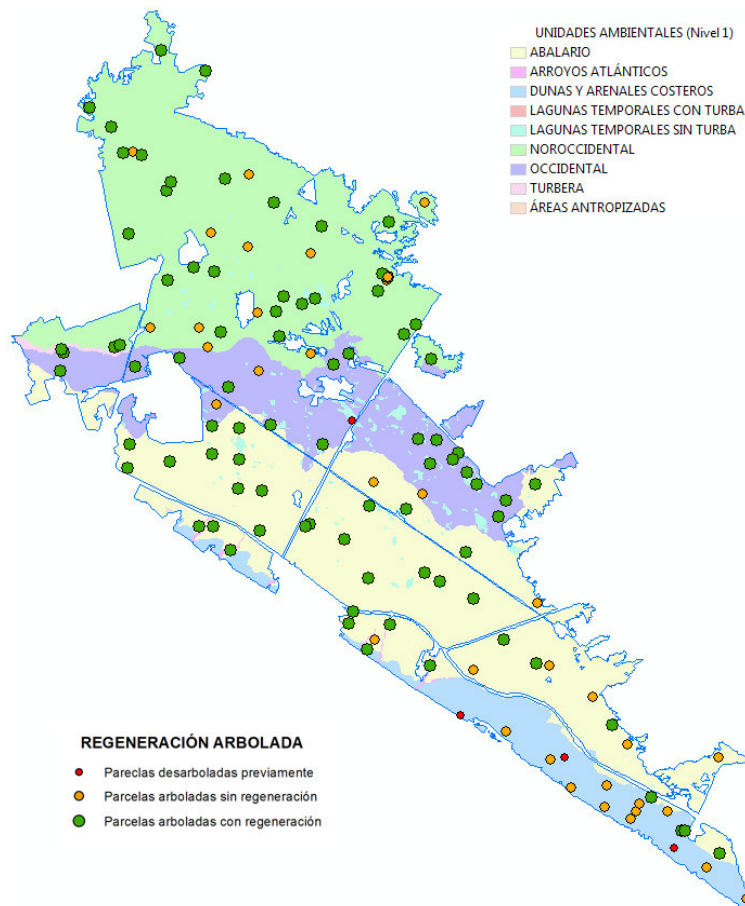 UNIDADES AMBIENTALES (Nivel 1)
ABALARIO
ARROYOS ATLÁNTICOS
DUNAS Y ARENALES COSTEROS
LAGUNAS TEMPORALES CON TURBA
LAGUNAS TEMPORALES SIN TURBA
NOROCCIDENTAL
OCCIDENTAL
TURBERA
ÁREAS ANTROPIZADAS
REGENERACIÓN ARBOLADA
Pareclas desarboladas previamente
Parcelas arboladas sin regeneración
Parcelas arboladas con regeneración